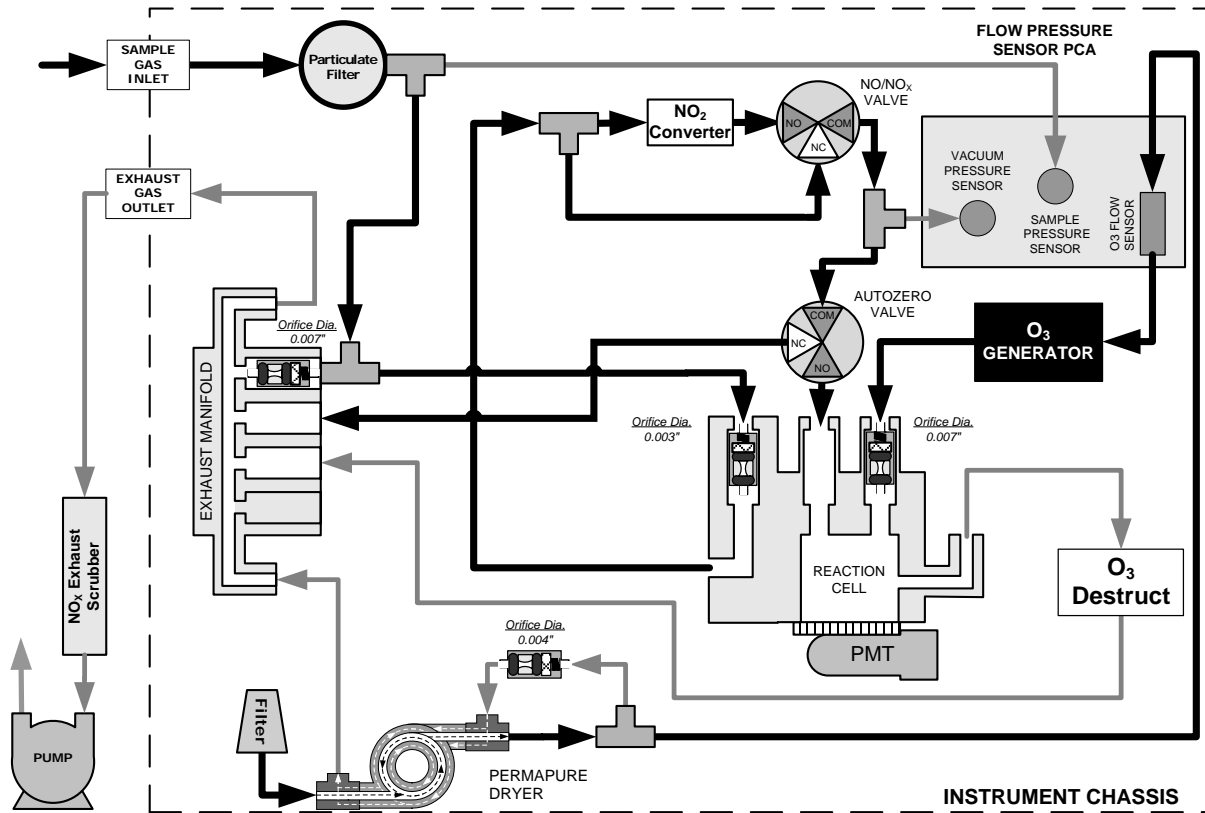 SAMPLE
GAS
INLET
Particulate
Filter
FLOW PRESSURE
SENSOR PCA
NO/NOX
VALVE
NO2
Converter
NO
COM
NC
EXHAUST
GAS
OUTLET
VACUUM
PRESSURE
SENSOR
SAMPLE
PRESSURE
SENSOR
O3 FLOW
SENSOR
AUTOZERO
VALVE
COM
NC
NO
Orifice Dia.
0.007"
O3
GENERATOR
EXHAUST MANIFOLD
Orifice Dia.
0.003"
Orifice Dia.
0.007"
NOX Exhaust
Scrubber
REACTION
CELL
O3
Destruct
PMT
Orifice Dia.
0.004"
Filter
PUMP
PERMAPURE
DRYER
INSTRUMENT CHASSIS